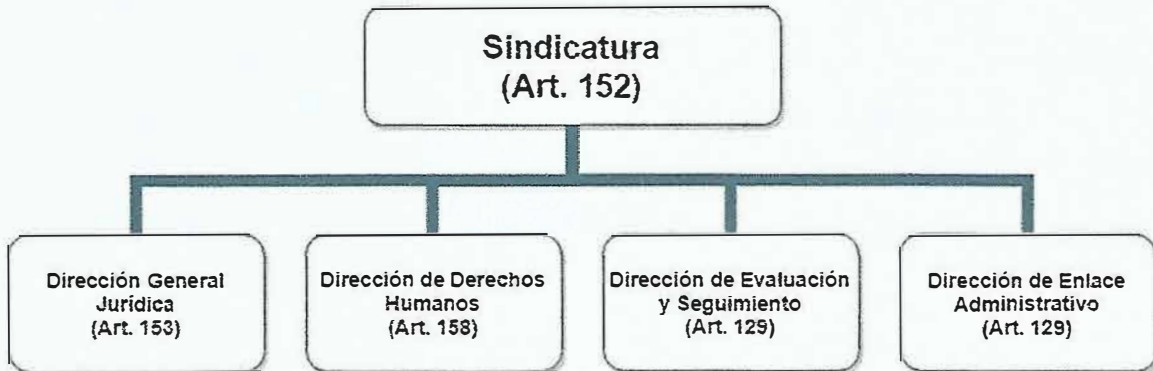 Sindicatura
(Art. 152)
Dirección General
Jurídica
(Art. 153)
Dirección de Derechos
Humanos
(Art. 158)
Dirección de Evaluación
y Seguimiento
(Art. 129)
Dirección de Enlace
Administrativo
(Art. 129)